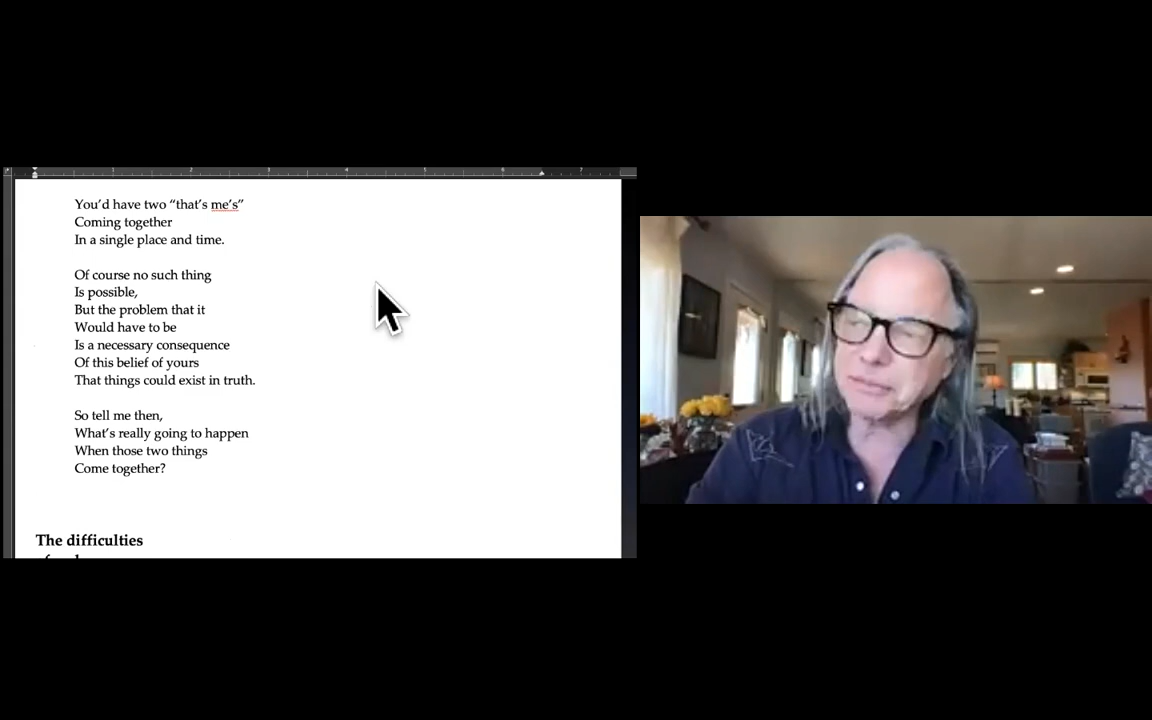 You'd have two “that's me's”
Coming together
In a single place and time.
Of course no such thing
Is possible,
But the problem that it
Would have to be
Is a necessary consequence
Of this belief of yours
That things could exist in truth.
So tell me then,
What's really going to happen
When those two things
Come together?
The difficulties